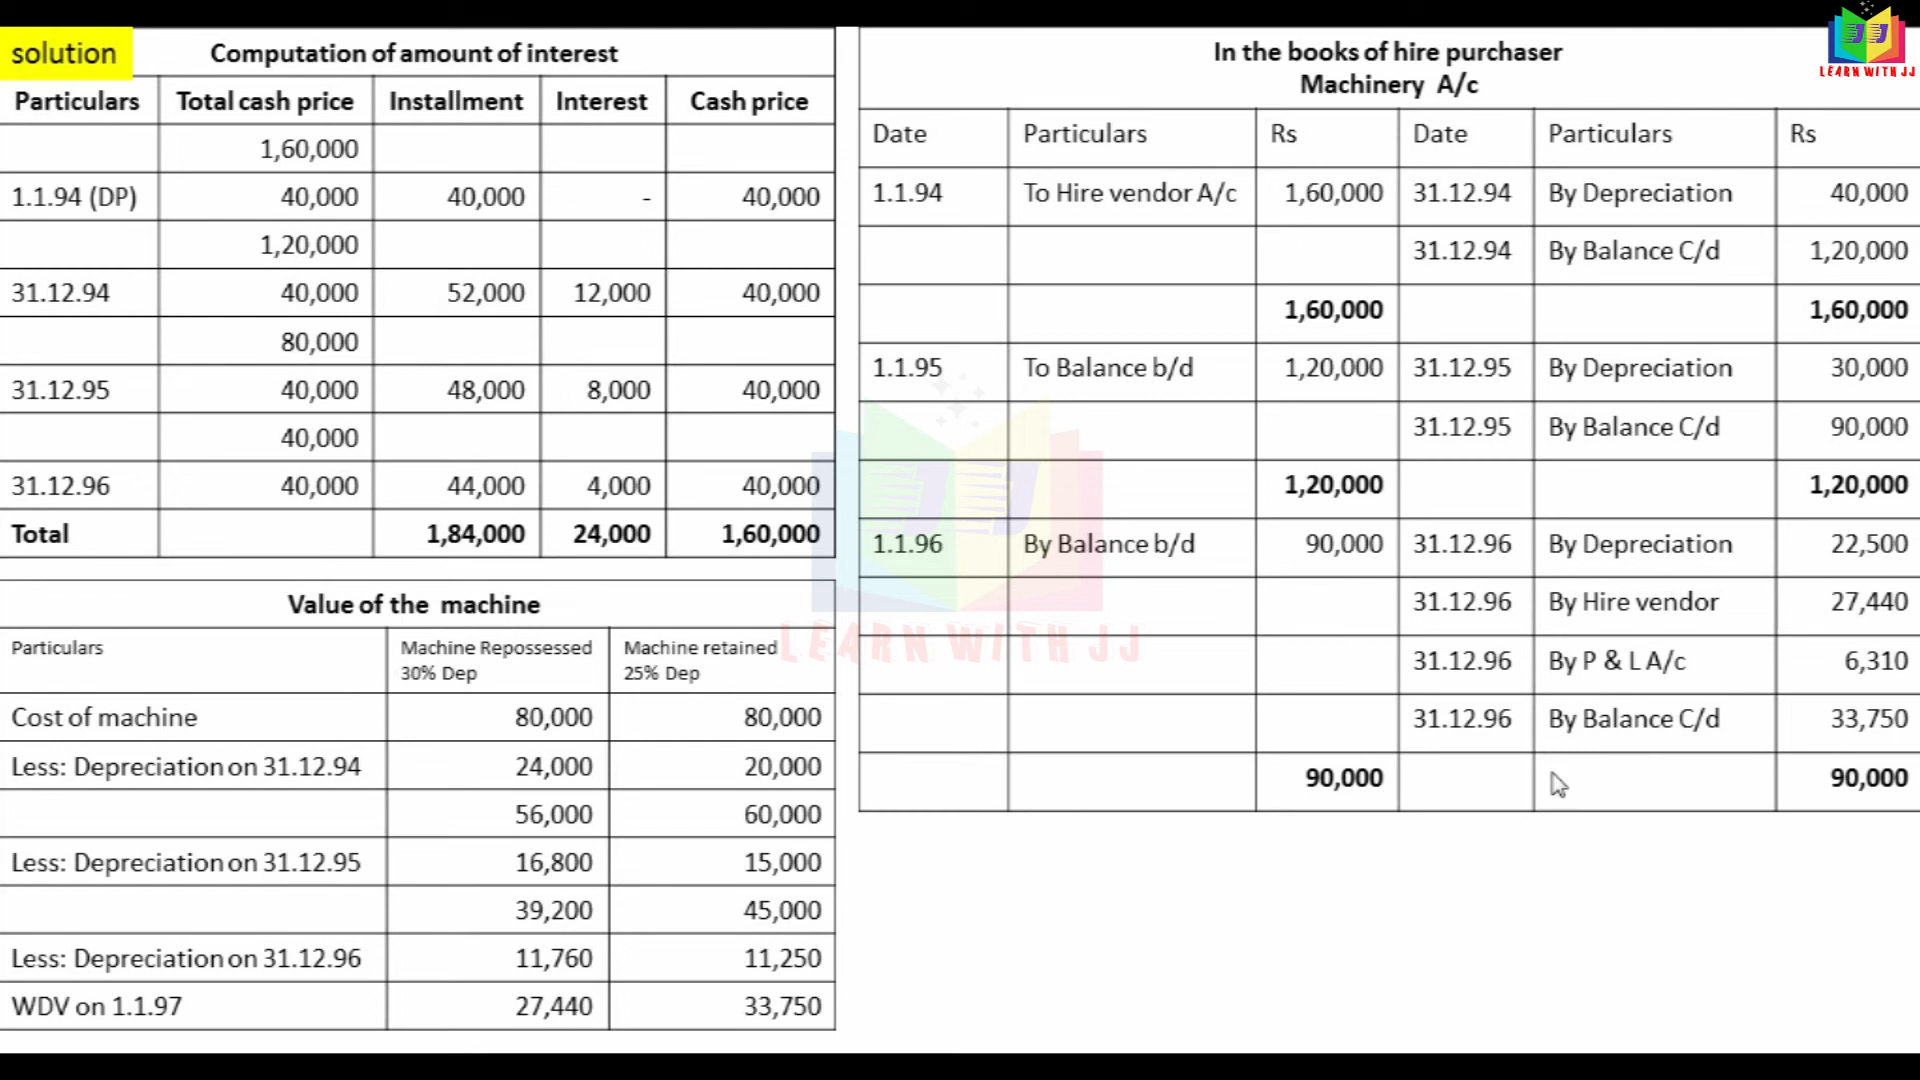 solution
Computation of amount of interest
Particulars Total cash price Installment Interest Cash price
1,60,000
1.1.94 (DP) 40,000 40,000 - 40,000
1,20,000
31.12.94 40,000 52,000 12,000 40,000
80,000
31.12.95 40,000 48,000 8,000 40,000
40,000
31.12.96 40,000 44,000 4,000 40,000
Total 1,84,000 24,000 1,60,000
Value of the machine
Particulars Machine Repossessed 30% Dep Machine retained 25% Dep
Cost of machine 80,000 80,000
Less: Depreciation on 31.12.94 24,000 20,000
56,000 60,000
Less: Depreciation on 31.12.95 16,800 15,000
39,200 45,000
Less: Depreciation on 31.12.96 11,760 11,250
WDV on 1.1.97 27,440 33,750
In the books of hire purchaser
Machinery A/c
Date Particulars Rs Date Particulars Rs
1.1.94 To Hire vendor A/c 1,60,000 31.12.94 By Depreciation 40,000
31.12.94 By Balance C/d 1,20,000
1,60,000 1,60,000
1.1.95 To Balance b/d 1,20,000 31.12.95 By Depreciation 30,000
31.12.95 By Balance C/d 90,000
1,20,000 1,20,000
1.1.96 By Balance b/d 90,000 31.12.96 By Depreciation 22,500
31.12.96 By Hire vendor 27,440
31.12.96 By P & L A/c 6,310
31.12.96 By Balance C/d 33,750
90,000 90,000
JJ
LEARN WITH JJ
JJ
LEARN WITH JJ